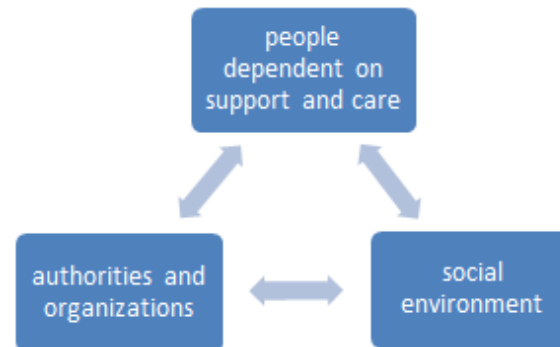 people
dependent on
support and care
authorities and
organizations
social
environment